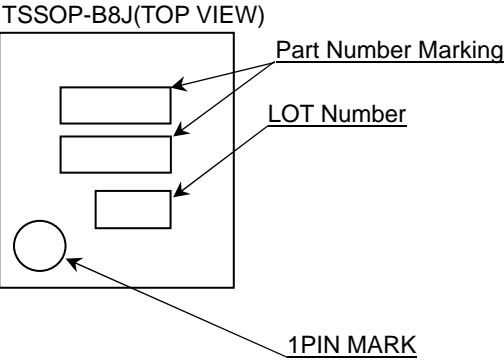 TSSOP-B8J(TOP VIEW)
Part Number Marking
LOT Number
1PIN MARK